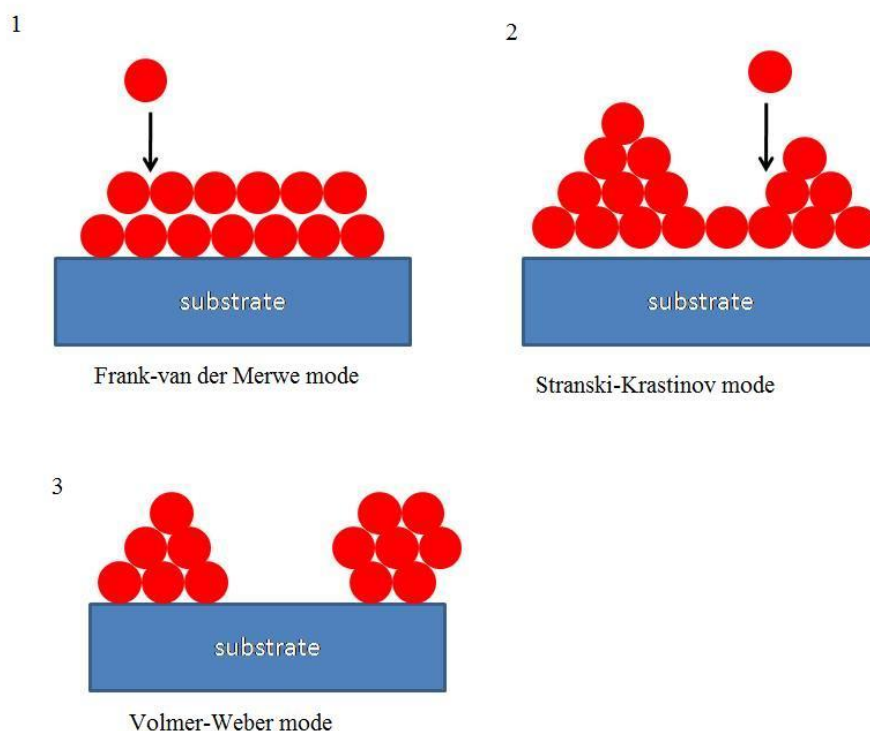 1
2
substrate
substrate
Frank-van der Merwe mode
Stranski-Krastinov mode
3
substrate
Volmer-Weber mode